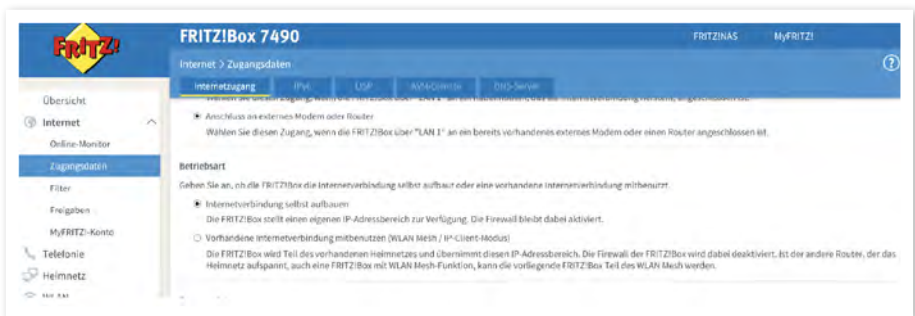 FRITZ!
FRITZ!Box 7490
FRITZ!NAS
MyFRITZ!
Internet > Zugangsdaten
Internetzugang
IPv6
LISP
AVM-Dienste
DNS-Server
Übersicht
Internet
Online-Monitor
Zugangsdaten
Filter
Freigaben
MyFRITZ!-Konto
Telefonie
Heimnetz
WLAN
Anschluss an externes Modem oder Router
Wählen Sie diesen Zugang, wenn die FRITZ!Box über "LAN 1" an ein bereits vorhandenes externes Modem oder einen Router angeschlossen ist.
Betriebsart
Geben Sie an, ob die FRITZ!Box die Internetverbindung selbst aufbaut oder eine vorhandene Internetverbindung mitbenutzt.
Internetverbindung selbst aufbauen
Die FRITZ!Box stellt einen eigenen IP-Adressbereich zur Verfügung. Die Firewall bleibt dabei aktiviert.
Vorhandene Internetverbindung mitbenutzen (WLAN Mesh / IP-Client-Modus)
Die FRITZ!Box wird Teil des vorhandenen Heimnetzes und übernimmt diesen IP-Adressbereich. Die Firewall der FRITZ!Box wird dabei deaktiviert. Ist der andere Router, der das
Heimnetz aufspannt, auch eine FRITZ!Box mit WLAN Mesh-Funktion, kann die vorliegende FRITZ!Box Teil des WLAN Mesh werden.